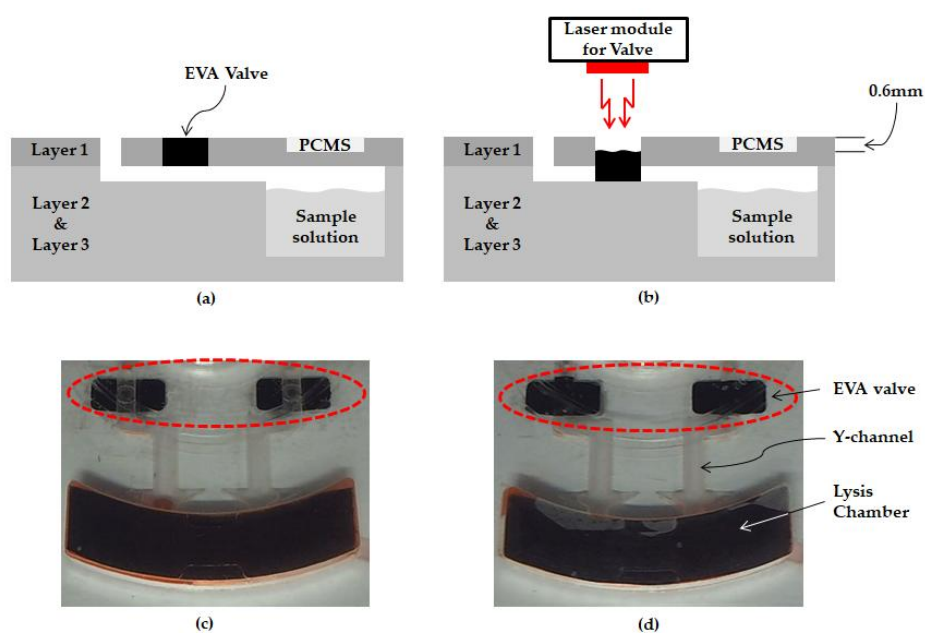 EVA Valve
Layer 1
PCMS
Layer 2
&
Layer 3
Sample
solution
(a)
Laser module
for Valve
0.6mm
Layer 1
PCMS
Layer 2
&
Layer 3
Sample
solution
(b)
(c)
EVA valve
Y-channel
Lysis
Chamber
(d)